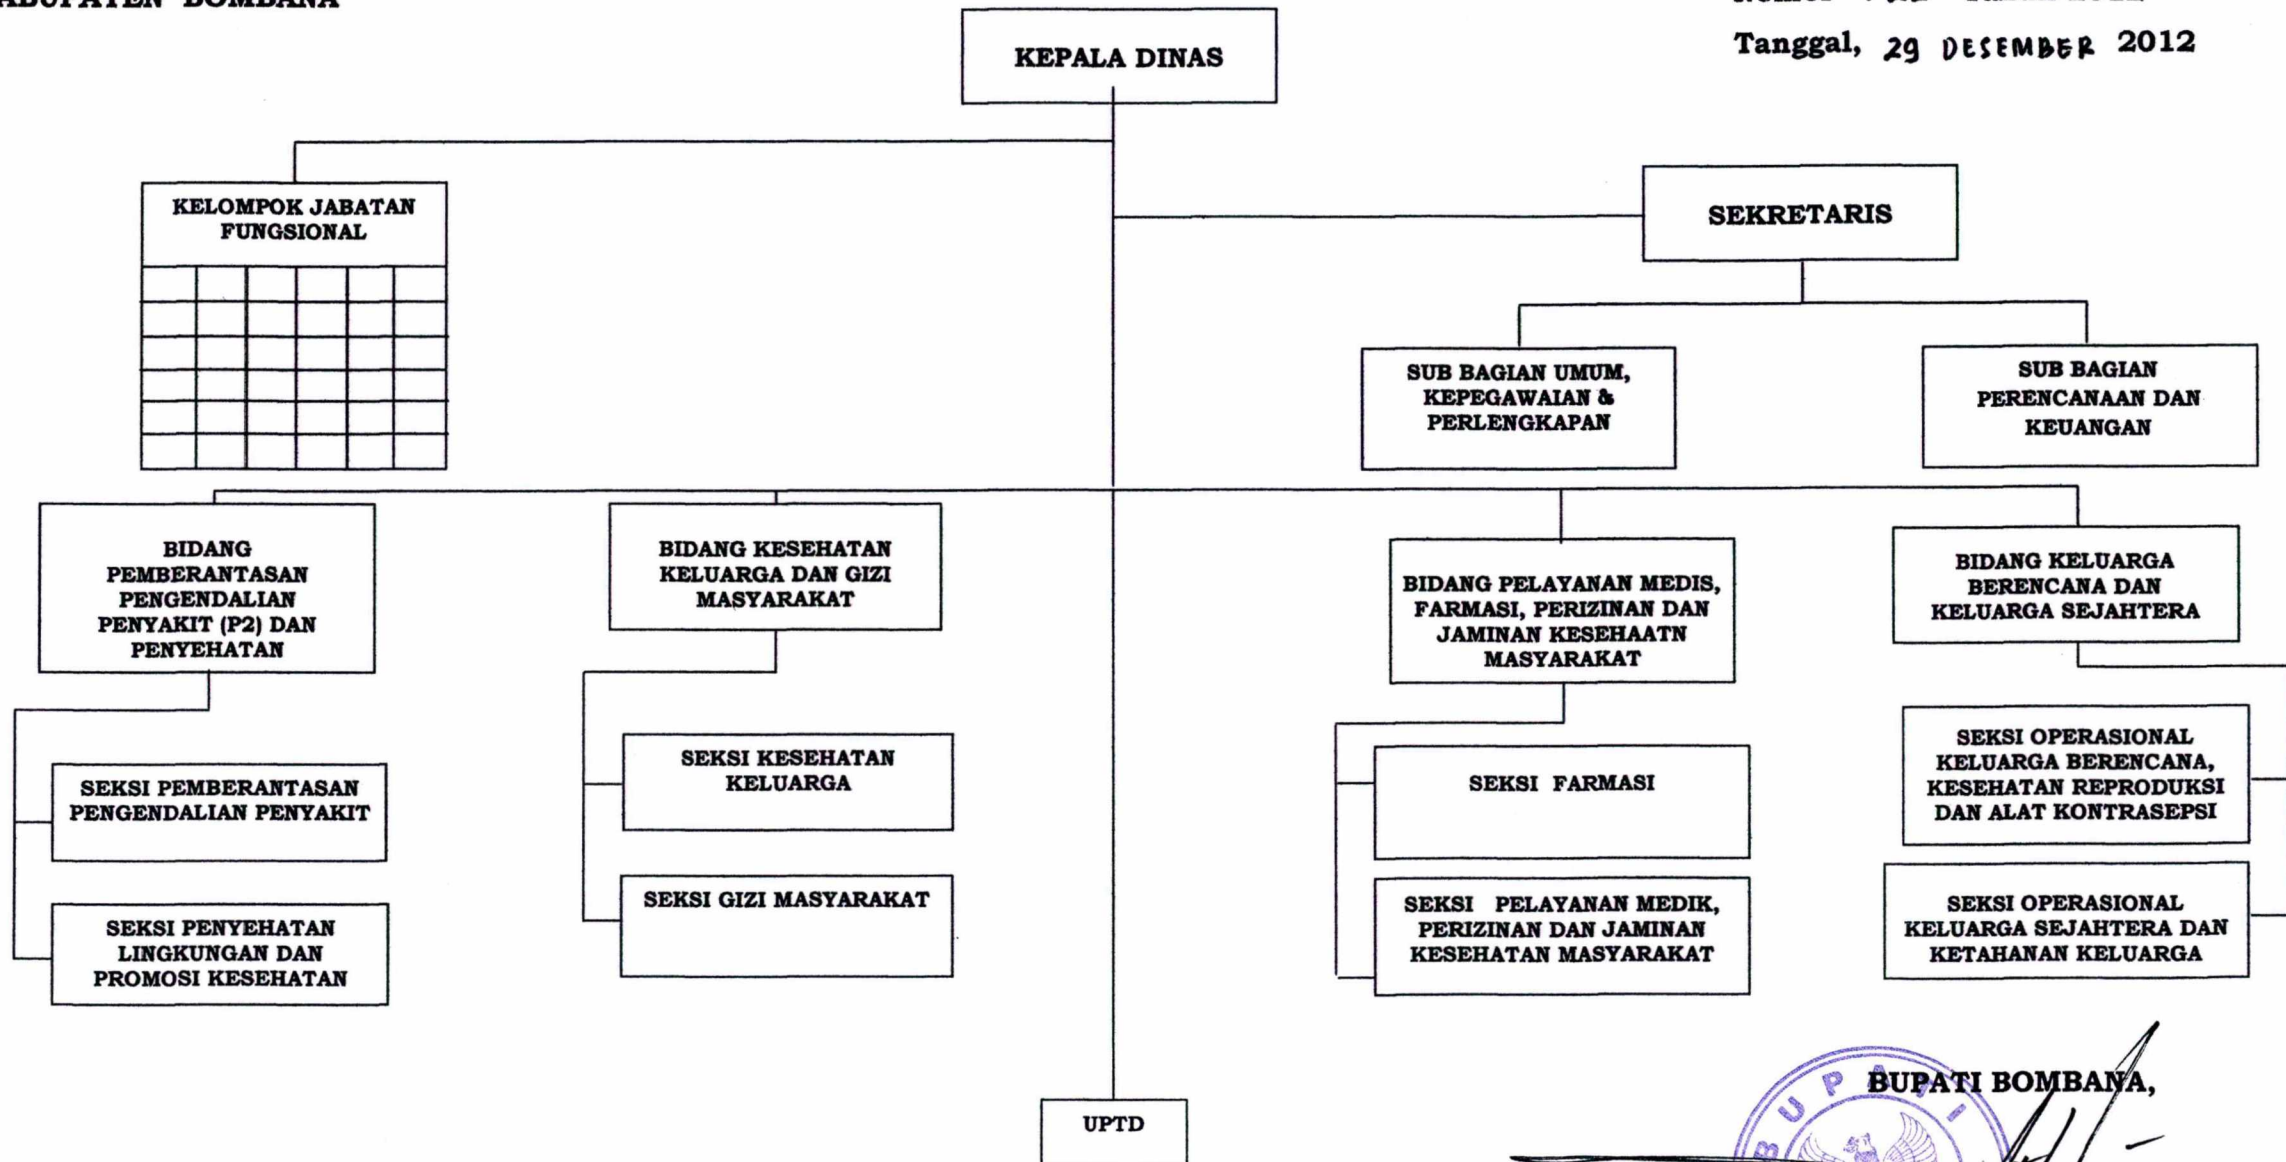 BOMBANA
Tanggal, 29 DESEMBER 2012
KEPALA DINAS
KELOMPOK JABATAN
FUNGSIONAL
SEKRETARIS
SUB BAGIAN UMUM,
KEPEGAWAIAN &
PERLENGKAPAN
SUB BAGIAN
PERENCANAAN DAN
KEUANGAN
BIDANG
PEMBERANTASAN
PENGENDALIAN
PENYAKIT (P2) DAN
PENYEHATAN
BIDANG KESEHATAN
KELUARGA DAN GIZI
MASYARAKAT
BIDANG PELAYANAN MEDIS,
FARMASI, PERIZINAN DAN
JAMINAN KESEHAATN
MASYARAKAT
BIDANG KELUARGA
BERENCANA DAN
KELUARGA SEJAHTERA
SEKSI PEMBERANTASAN
PENGENDALIAN PENYAKIT
SEKSI PENYEHATAN
LINGKUNGAN DAN
PROMOSI KESEHATAN
SEKSI KESEHATAN
KELUARGA
SEKSI GIZI MASYARAKAT
SEKSI FARMASI
SEKSI PELAYANAN MEDIK,
PERIZINAN DAN JAMINAN
KESEHATAN MASYARAKAT
SEKSI OPERASIONAL
KELUARGA BERENCANA,
KESEHATAN REPRODUKSI
DAN ALAT KONTRASEPSI
SEKSI OPERASIONAL
KELUARGA SEJAHTERA DAN
KETAHANAN KELUARGA
UPTD
BUPATI BOMBANA,
BUPATI